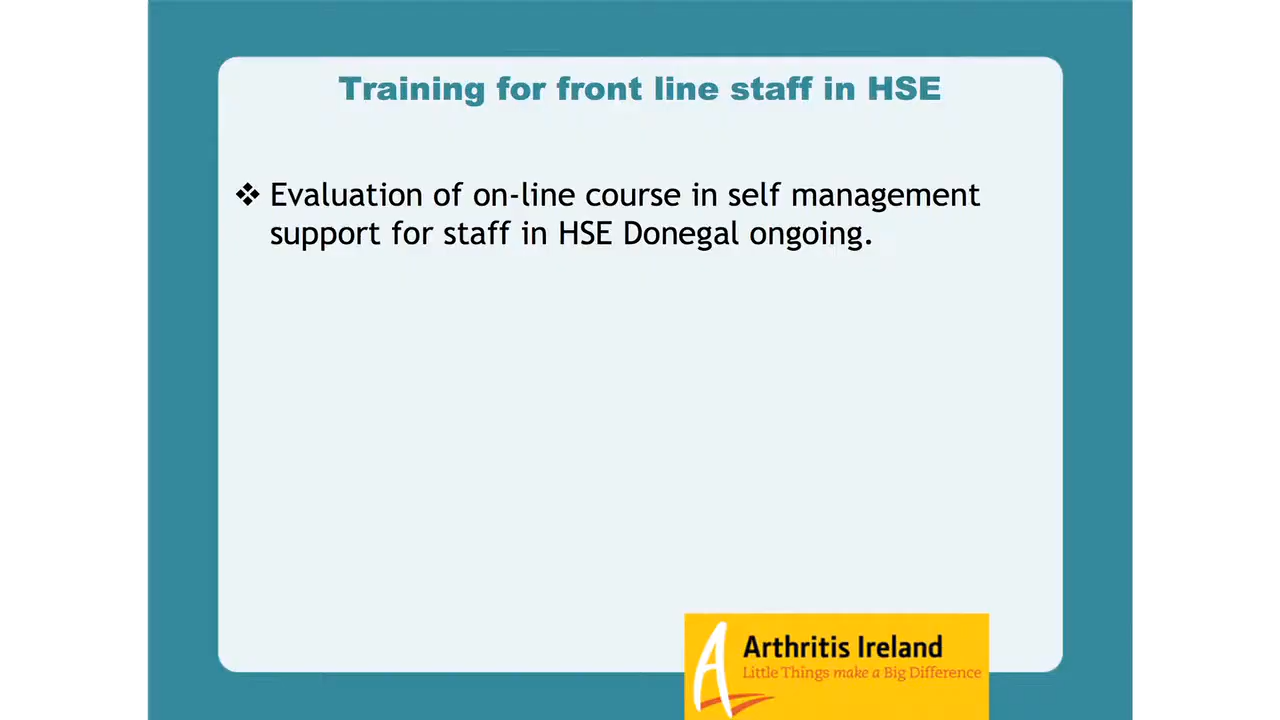 Training for front line staff in HSE
❖ Evaluation of on-line course in self management
support for staff in HSE Donegal ongoing.
Arthritis Ireland
Little Things make a Big Difference